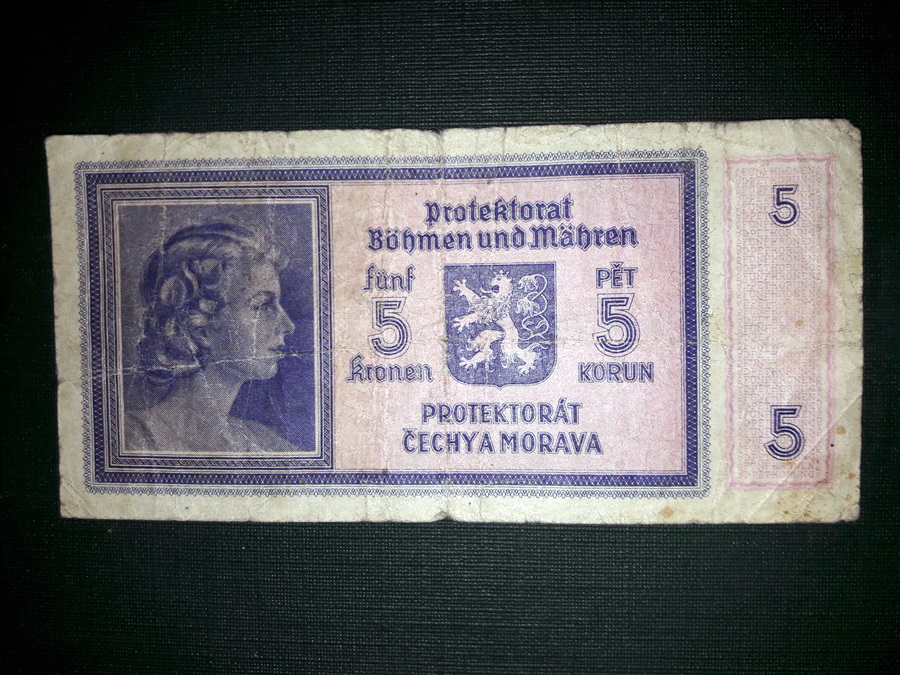 Protektorat
Böhmen und Mähren
fünf
5
Kronen
PĚT
5
KORUN
PROTEKTORÁT
ČECHY A MORAVA
5
5